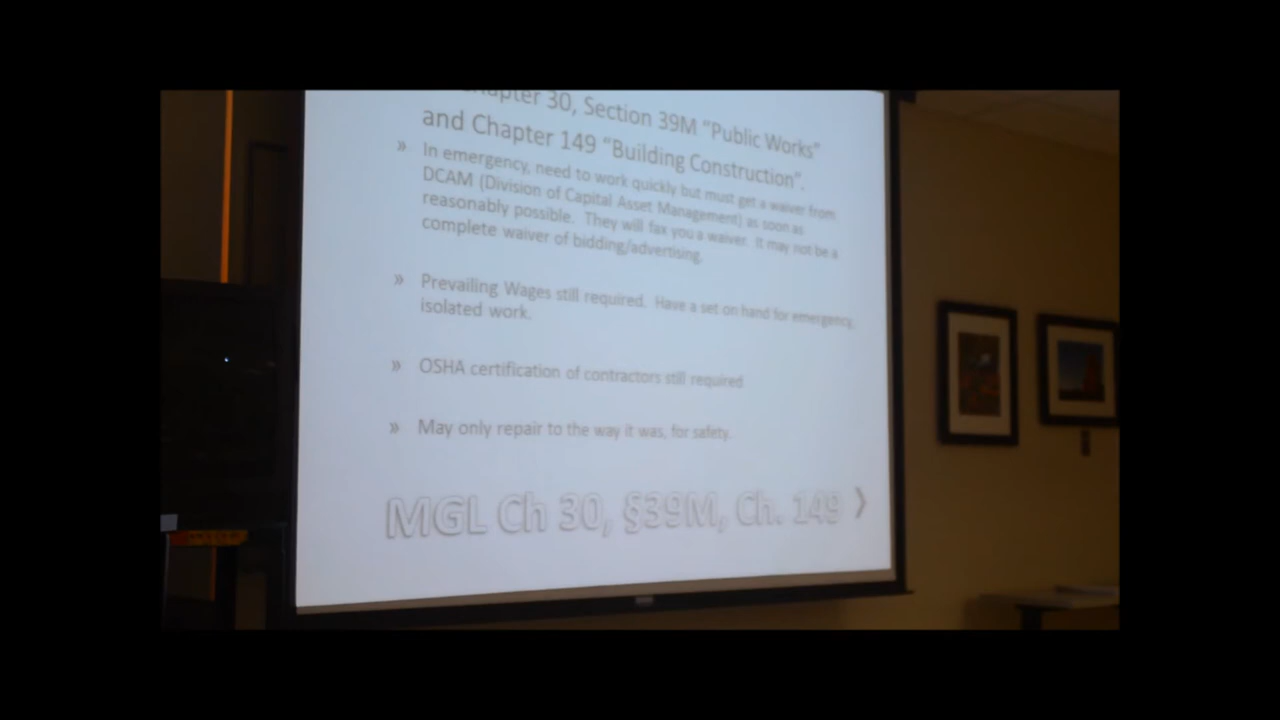 Chapter 30, Section 39M “Public Works”
and Chapter 149 “Building Construction”.
» In emergency, need to work quickly but must get a waiver from
DCAM (Division of Capital Asset Management) as soon as
reasonably possible. They will fax you a waiver. It may not be a
complete waiver of bidding/advertising.
» Prevailing Wages still required. Have a set on hand for emergency,
isolated work.
» OSHA certification of contractors still required
» May only repair to the way it was, for safety.
MGL Ch 30, §39M, Ch. 149 ❯